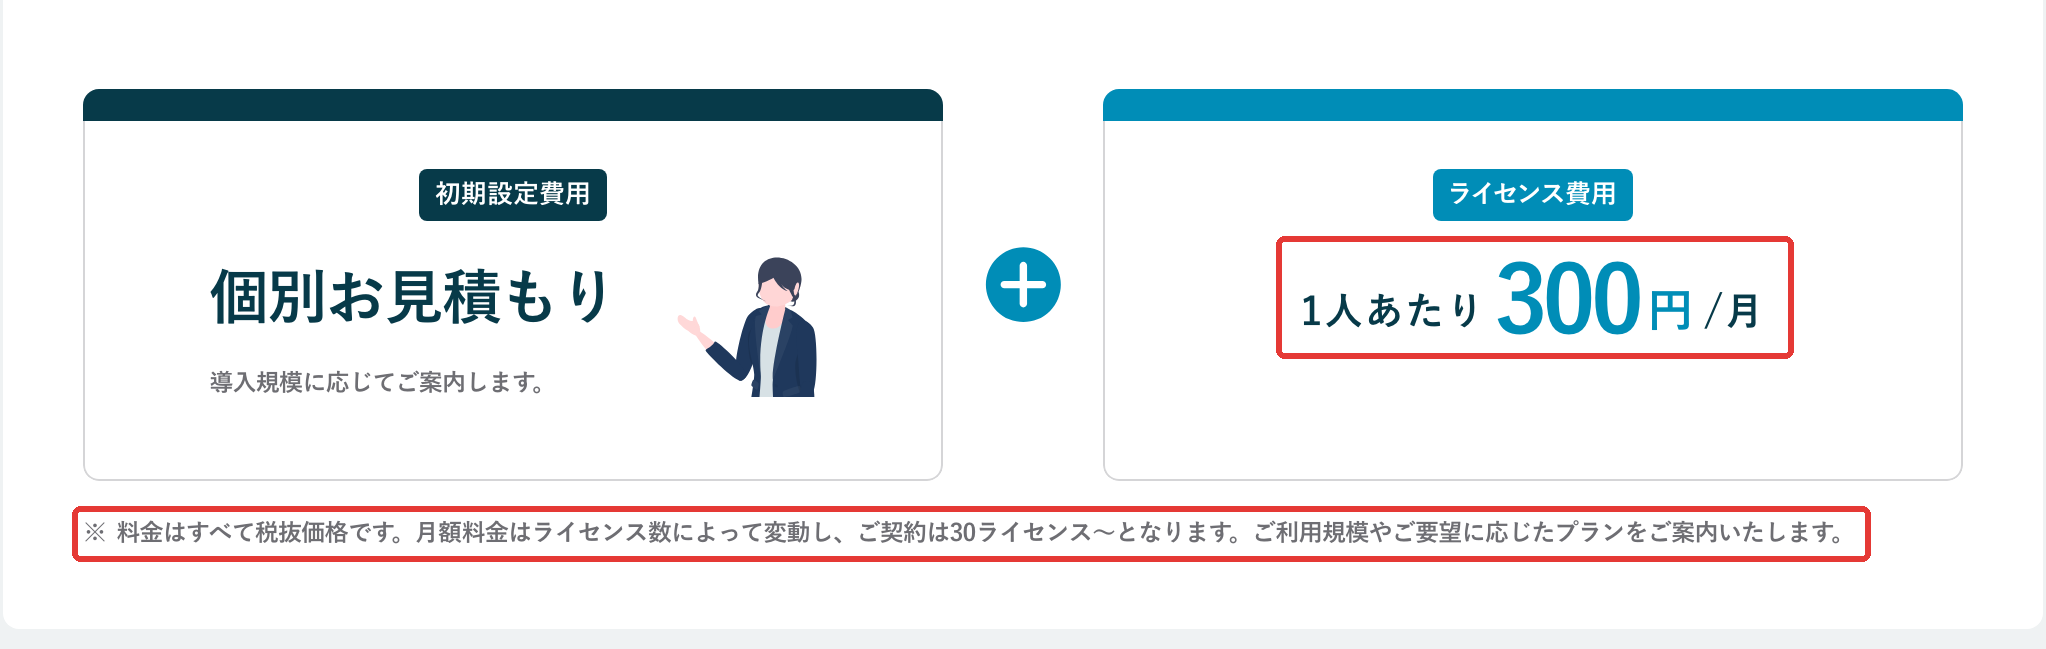 初期設定費用
個別お見積もり
導入規模に応じてご案内します。
ライセンス費用
1人あたり 300円 /月
※ 料金はすべて税抜価格です。月額料金はライセンス数によって変動し、ご契約は30ライセンス〜となります。ご利用規模やご要望に応じたプランをご案内いたします。